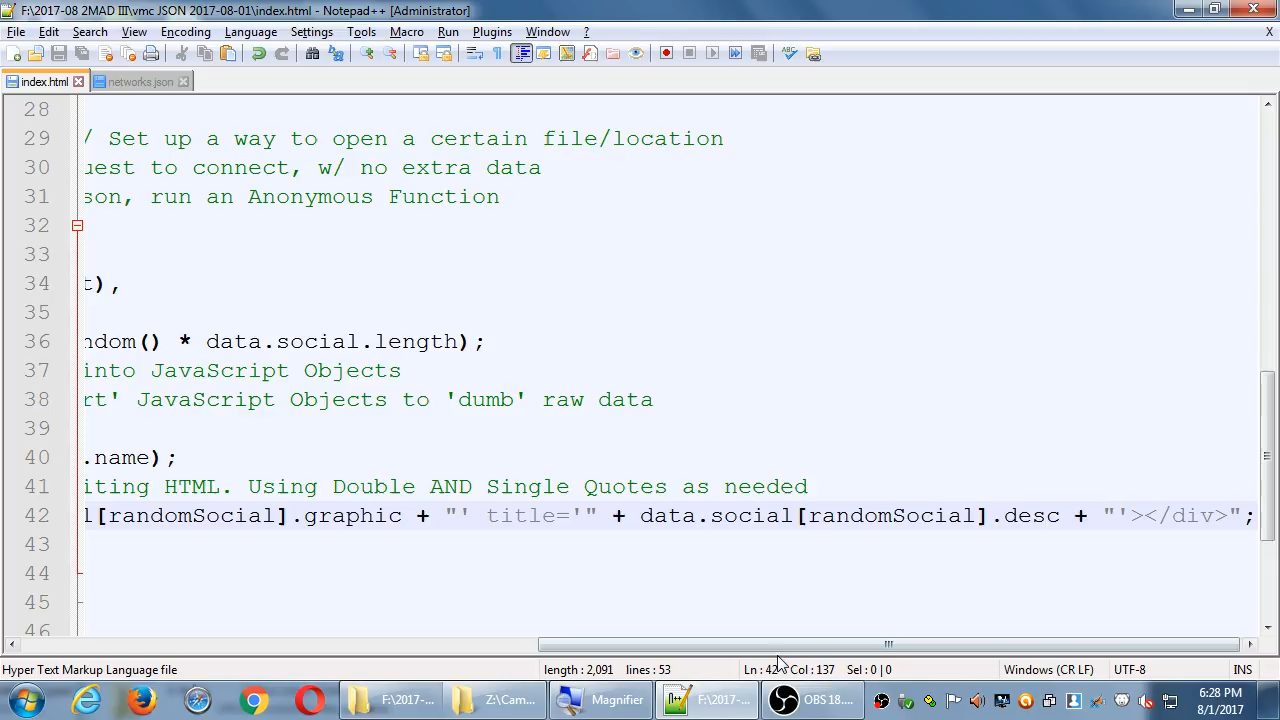 F:\2017-08 2MAD III\vmc JSON 2017-08-01\index.html - Notepad++ [Administrator]
File Edit Search View Encoding Language Settings Tools Macro Run Plugins Window ? X
index.html networks.json
28
29 / Set up a way to open a certain file/location
30 uest to connect, w/ no extra data
31 son, run an Anonymous Function
32
33
34 t),
35
36 ndom() * data.social.length);
37 into JavaScript Objects
38 rt' JavaScript Objects to 'dumb' raw data
39
40 .name);
41 iting HTML. Using Double AND Single Quotes as needed
42 l[randomSocial].graphic + "' title='" + data.social[randomSocial].desc + "'></div>";
43
44
45
46
Hyper Text Markup Language file length : 2,091 lines : 53 Ln : 42 Col : 137 Sel : 0 | 0 Windows (CR LF) UTF-8 INS
F:\2017-... Z:\Cam... Magnifier F:\2017-... OBS 18.... 6:28 PM
8/1/2017